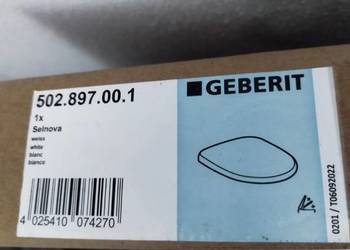 502.897.00.1
1x
Selnova
weiss
white
blanc
bianco
4 025410 074270
GEBERIT
0201 / T06092022